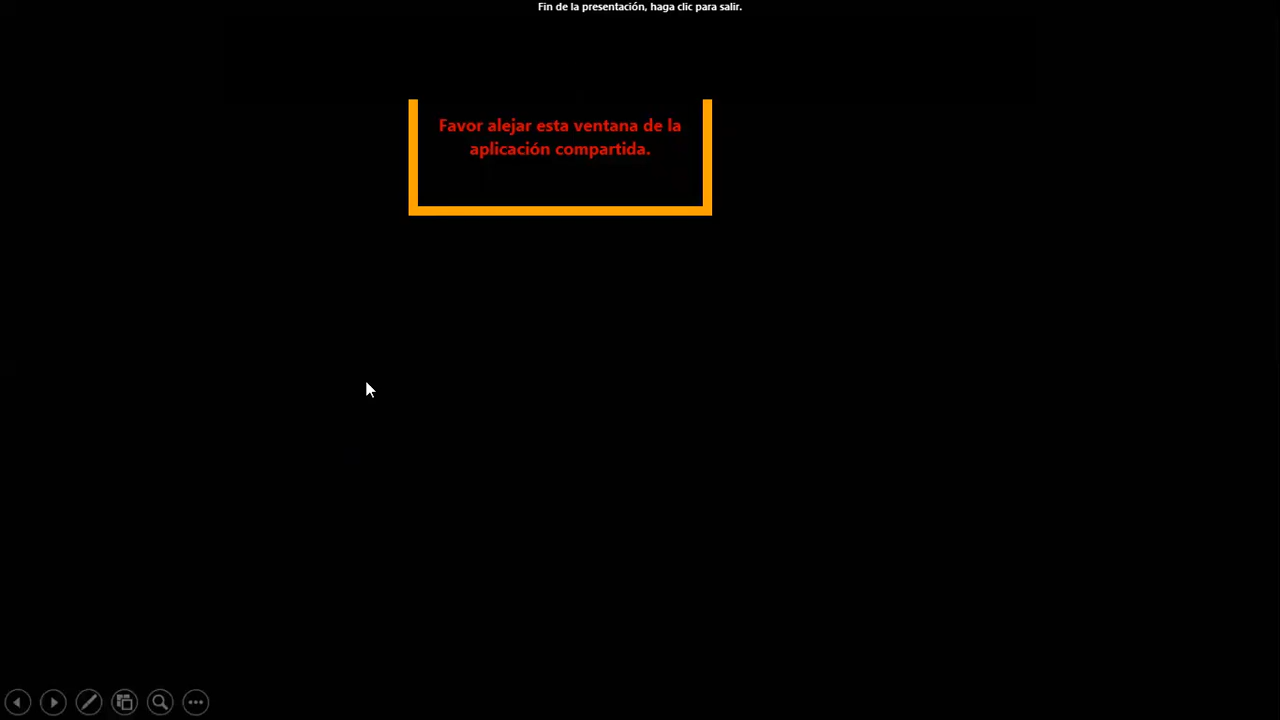 Fin de la presentación, haga clic para salir.
Favor alejar esta ventana de la
aplicación compartida.